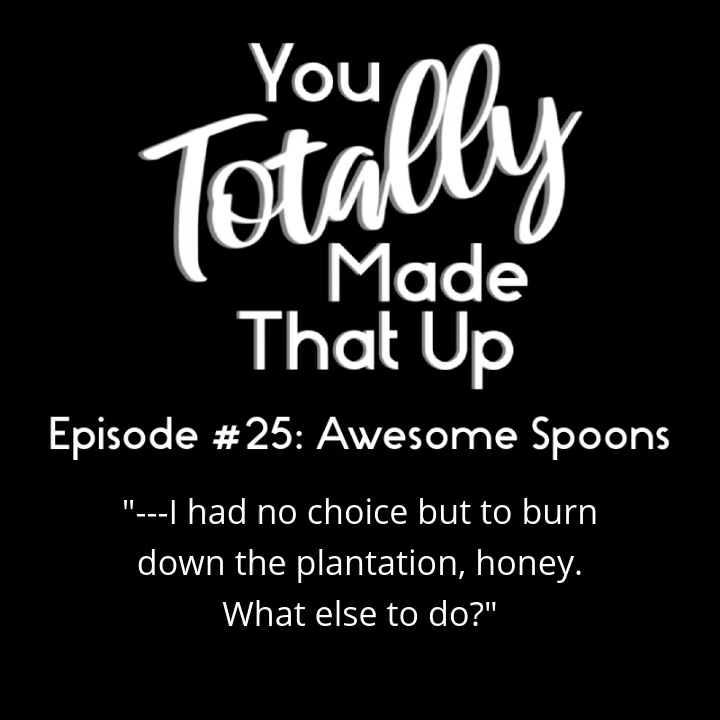 You
Totally
Made
That Up
Episode #25: Awesome Spoons
"---I had no choice but to burn
down the plantation, honey.
What else to do?"